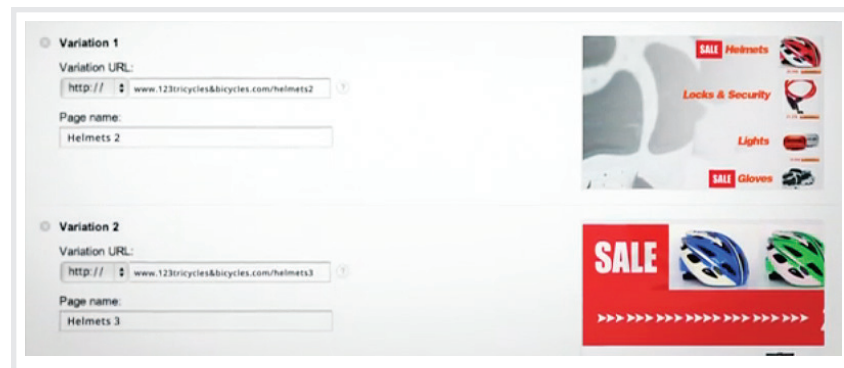 Variation 1
Variation URL:
http:// www.123tricycles&bicycles.com/helmets2 ?
Page name:
Helmets 2
SALE Helmets
Locks & Security
Lights
SALE Gloves
Variation 2
Variation URL:
http:// www.123tricycles&bicycles.com/helmets3 ?
Page name:
Helmets 3
SALE